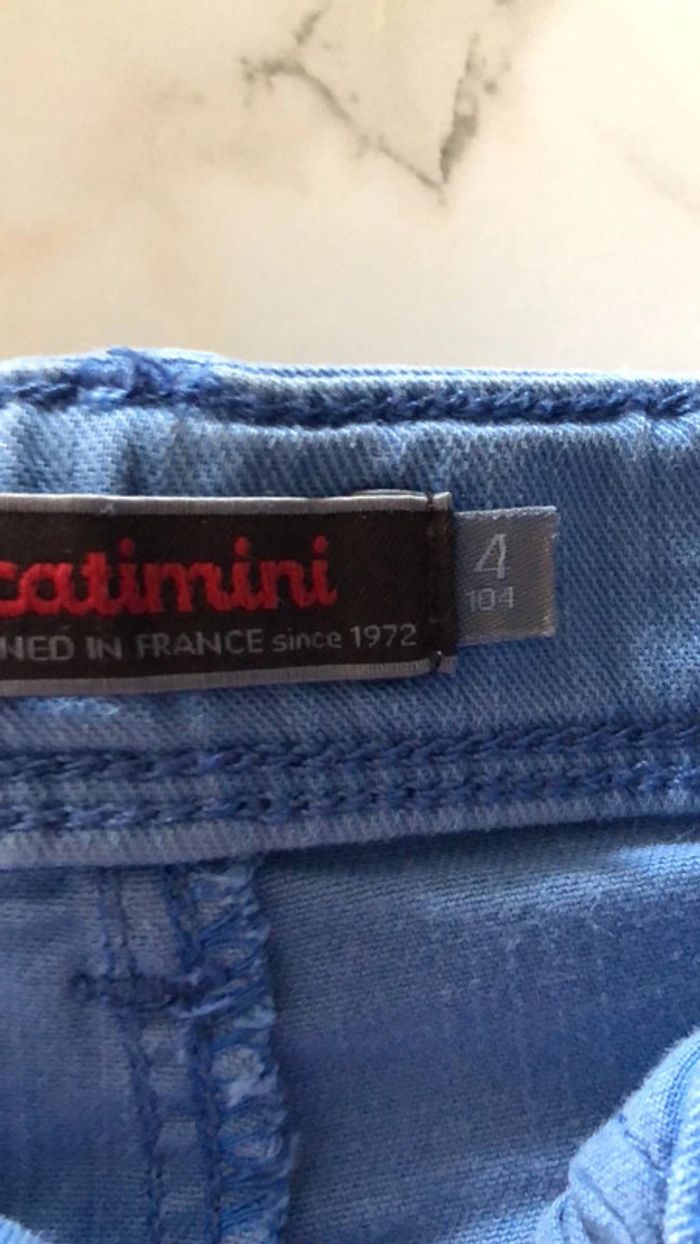 catimini
NED IN FRANCE since 1972
4
104